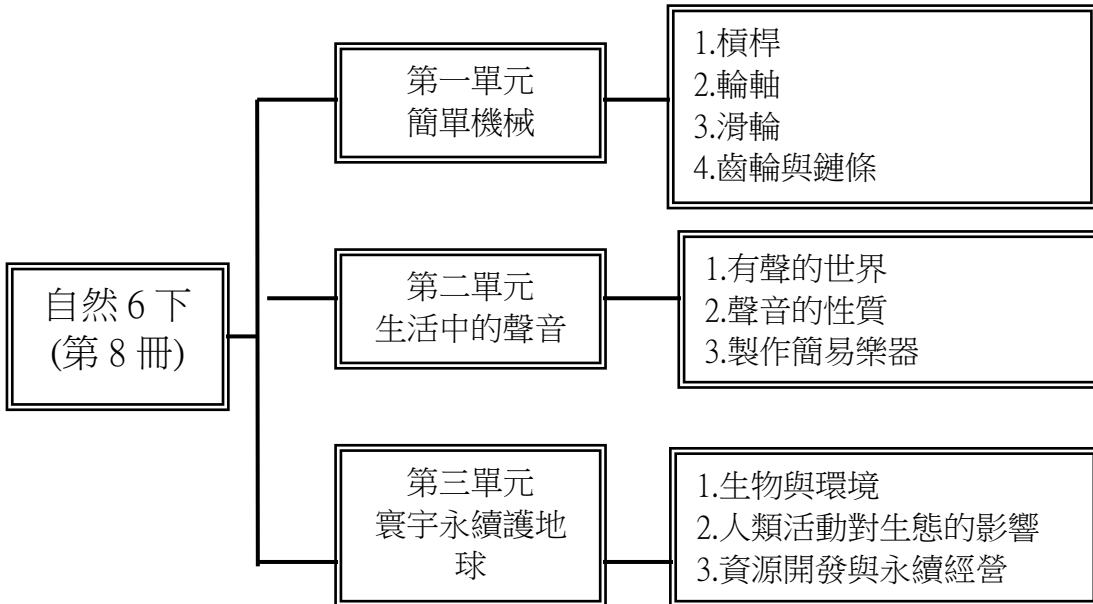 自然 6 下
(第 8 冊)
第一單元
簡單機械
1.槓桿
2.輪軸
3.滑輪
4.齒輪與鏈條
第二單元
生活中的聲音
1.有聲的世界
2.聲音的性質
3.製作簡易樂器
第三單元
寰宇永續護地
球
1.生物與環境
2.人類活動對生態的影響
3.資源開發與永續經營